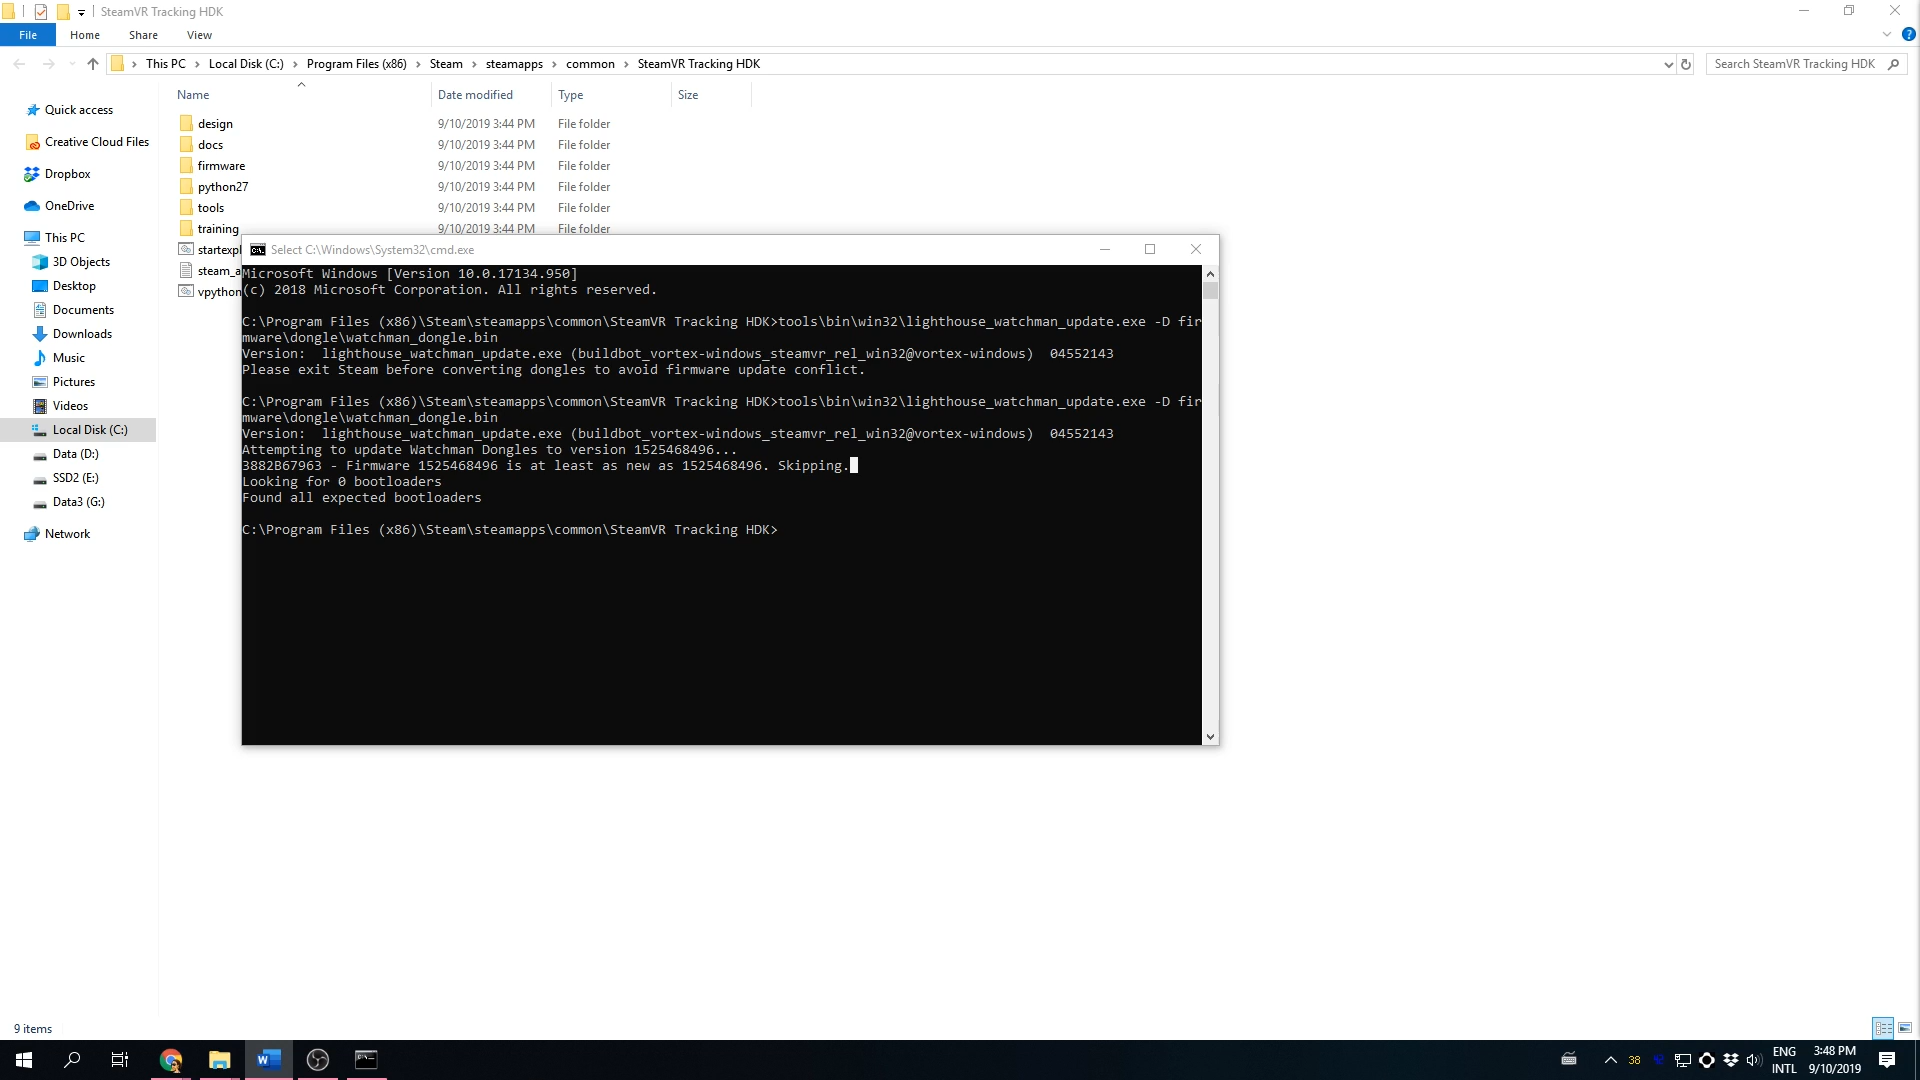 SteamVR Tracking HDK
File Home Share View
This PC Local Disk (C:) Program Files (x86) Steam steamapps common SteamVR Tracking HDK
Search SteamVR Tracking HDK
Name Date modified Type Size
Quick access
Creative Cloud Files
Dropbox
OneDrive
This PC
3D Objects
Desktop
Documents
Downloads
Music
Pictures
Videos
Local Disk (C:)
Data (D:)
SSD2 (E:)
Data3 (G:)
Network
design 9/10/2019 3:44 PM File folder
docs 9/10/2019 3:44 PM File folder
firmware 9/10/2019 3:44 PM File folder
python27 9/10/2019 3:44 PM File folder
tools 9/10/2019 3:44 PM File folder
training 9/10/2019 3:44 PM File folder
startexpl
steam_a
vpython
Select C:\Windows\System32\cmd.exe
Microsoft Windows [Version 10.0.17134.950]
(c) 2018 Microsoft Corporation. All rights reserved.
C:\Program Files (x86)\Steam\steamapps\common\SteamVR Tracking HDK>tools\bin\win32\lighthouse_watchman_update.exe -D fir
mware\dongle\watchman_dongle.bin
Version:  lighthouse_watchman_update.exe (buildbot_vortex-windows_steamvr_rel_win32@vortex-windows)  04552143
Please exit Steam before converting dongles to avoid firmware update conflict.
C:\Program Files (x86)\Steam\steamapps\common\SteamVR Tracking HDK>tools\bin\win32\lighthouse_watchman_update.exe -D fir
mware\dongle\watchman_dongle.bin
Version:  lighthouse_watchman_update.exe (buildbot_vortex-windows_steamvr_rel_win32@vortex-windows)  04552143
Attempting to update Watchman Dongles to version 1525468496...
3882B67963 - Firmware 1525468496 is at least as new as 1525468496. Skipping.
Looking for 0 bootloaders
Found all expected bootloaders
C:\Program Files (x86)\Steam\steamapps\common\SteamVR Tracking HDK>
9 items
38
ENG
INTL
3:48 PM
9/10/2019